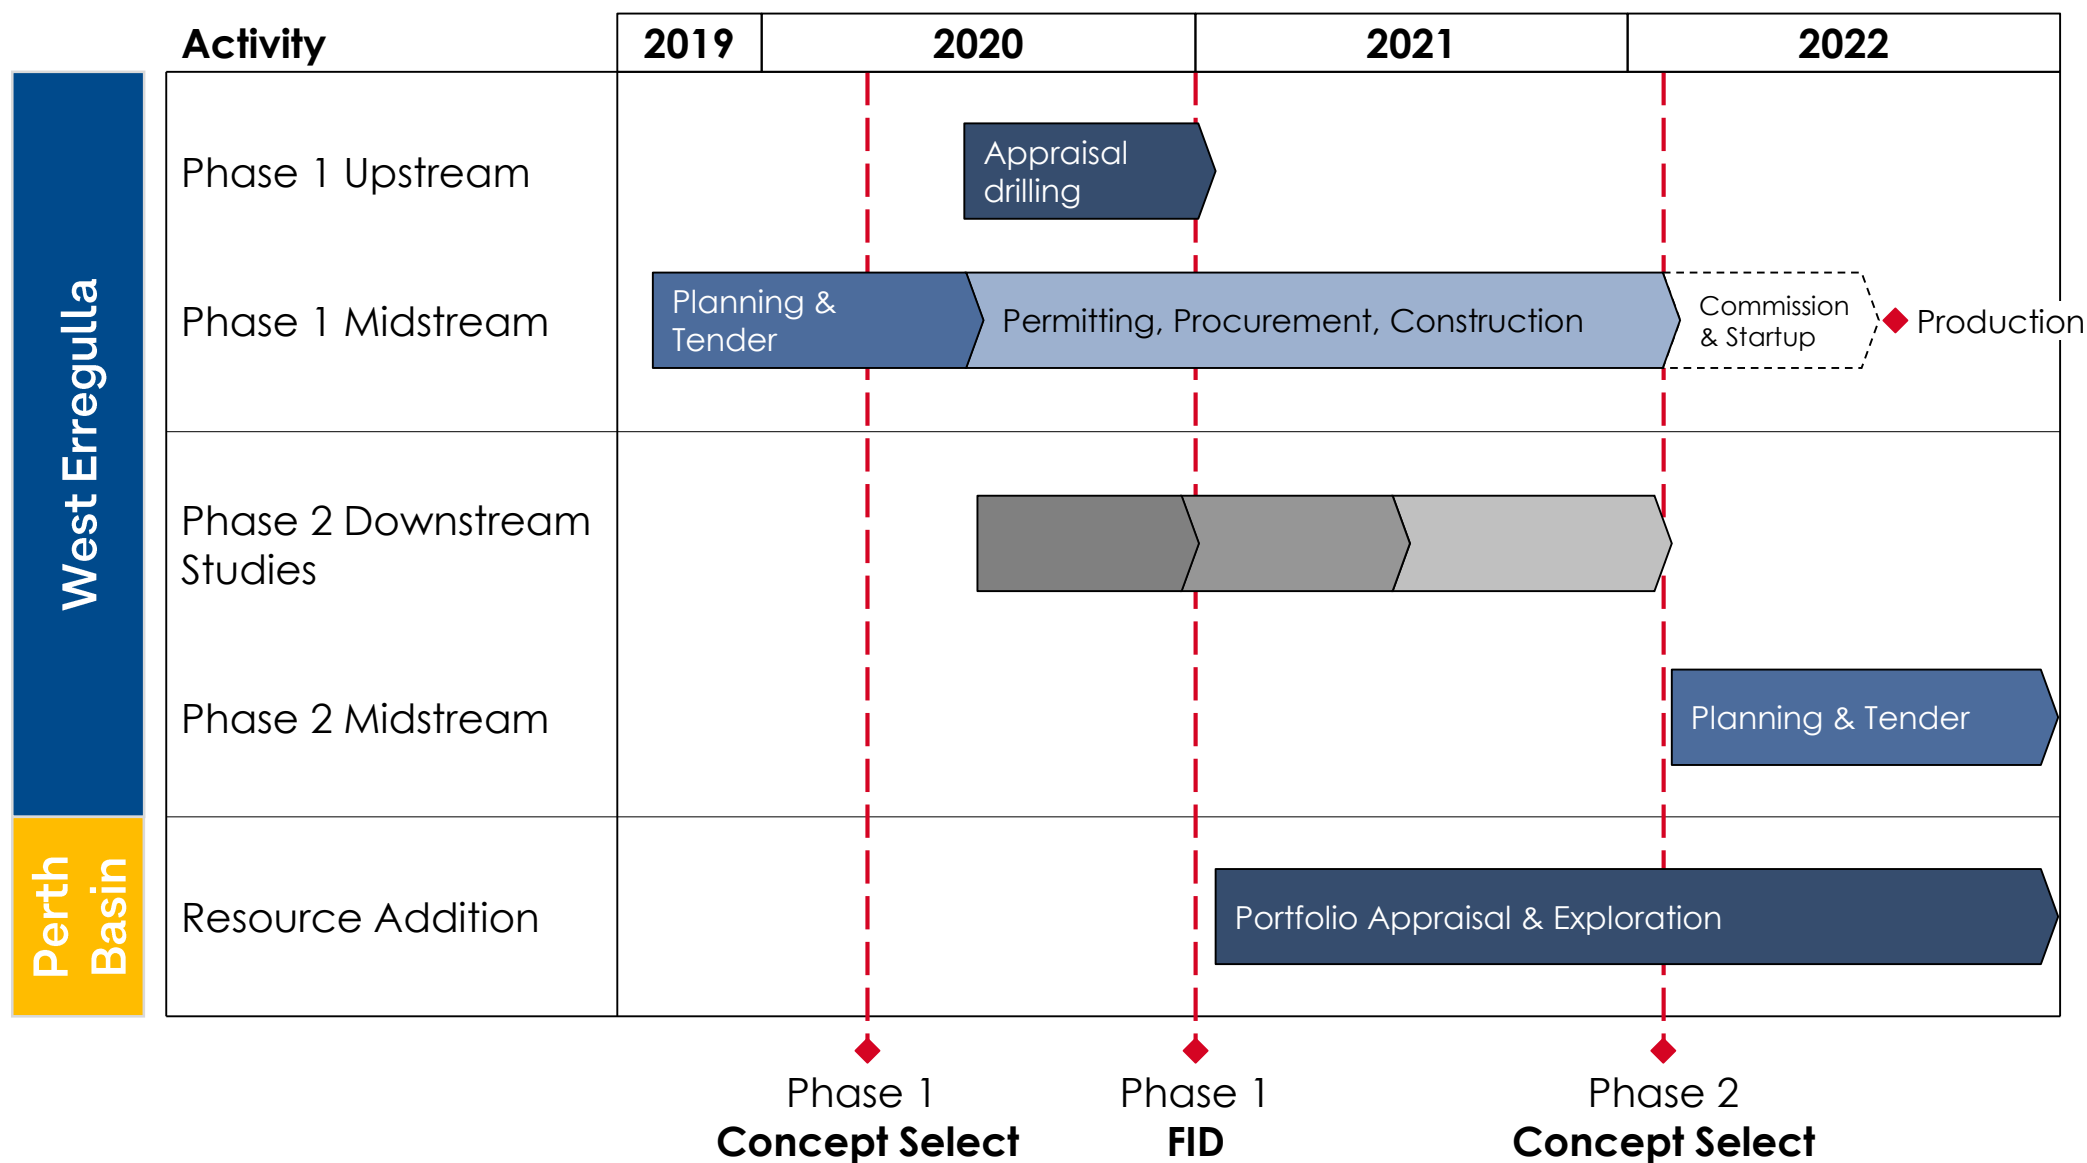 Activity
2019
2020
2021
2022
West Erregulla
Phase 1 Upstream
Appraisal
drilling
Phase 1 Midstream
Planning &
Tender
Permitting, Procurement, Construction
Commission
& Startup
Production
Phase 2 Downstream
Studies
Phase 2 Midstream
Planning & Tender
Perth
Basin
Resource Addition
Portfolio Appraisal & Exploration
Phase 1
Concept Select
Phase 1
FID
Phase 2
Concept Select